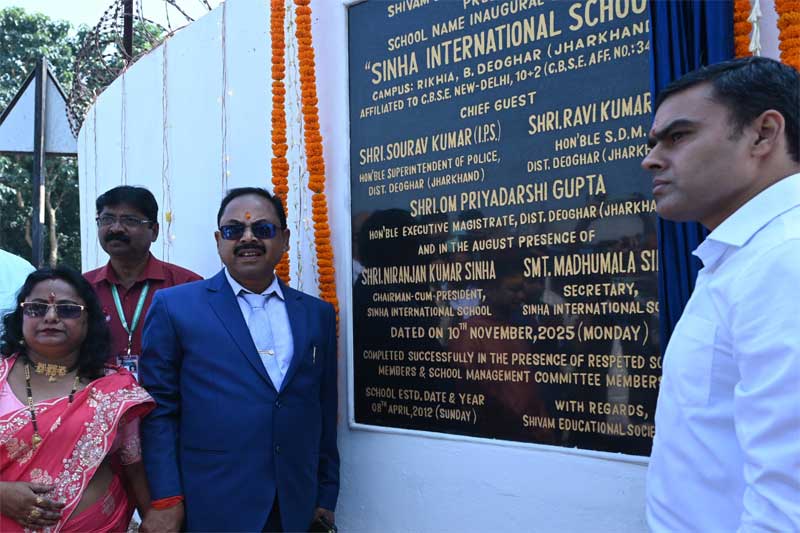 SHIVAM
SCHOOL NAME INAUGURAL
"SINHA INTERNATIONAL SCHOO
CAMPUS: RIKHIA, B. DEOGHAR (JHARKHAND
AFFILIATED TO C.B.S.E. NEW-DELHI, 10+2 (C.B.S.E. AFF. NO.:34
CHIEF GUEST
SHRI.SOURAV KUMAR (I.P.S) SHRI.RAVI KUMAR
HON'BLE SUPERINTENDENT OF POLICE, HON'BLE S.D.M.
DIST. DEOGHAR (JHARKHAND) DIST. DEOGHAR (JHARKHA
SHRI.OM PRIYADARSHI GUPTA
HON'BLE EXECUTIVE MAGISTRATE, DIST. DEOGHAR (JHARKHA
AND IN THE AUGUST PRESENCE OF
SHRI.NIRANJAN KUMAR SINHA SMT. MADHUMALA SI
CHAIRMAN-CUM-PRESIDENT, SECRETARY,
SINHA INTERNATIONAL SCHOOL SINHA INTERNATIONAL S
DATED ON 10TH NOVEMBER, 2025 (MONDAY)
COMPLETED SUCCESSFULLY IN THE PRESENCE OF RESPETED
MEMBERS & SCHOOL MANAGEMENT COMMITTEE MEMBERS
SCHOOL ESTD. DATE & YEAR WITH REGARDS,
08TH APRIL, 2012 (SUNDAY) SHIVAM EDUCATIONAL SOCIE